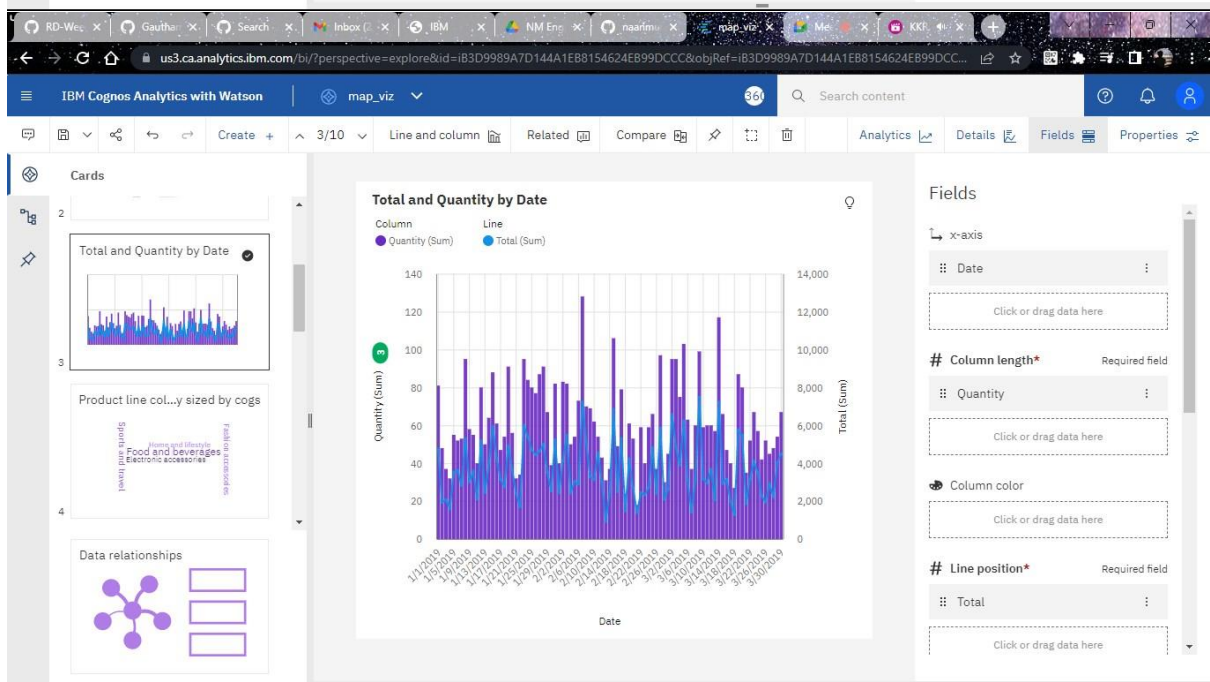 RD-Wee
Gauthan
Search
Inbox (2
IBM
NM Eng
naarimu
map_viz
Me
KKR
us3.ca.analytics.ibm.com/bi/?perspective=explore&id=iB3D9989A7D144A1EB8154624EB99DCCC&objRef=iB3D9989A7D144A1EB8154624EB99DCC...
IBM Cognos Analytics with Watson
map_viz
Search content
Create +
3/10
Line and column
Related
Compare
Analytics
Details
Fields
Properties
Cards
2
Total and Quantity by Date
3
Product line col...y sized by cogs
Sports and travel
Home and lifestyle
Food and beverages
Electronic accessories
Fashion accessories
4
Data relationships
Total and Quantity by Date
Column
Line
Quantity (Sum)
Total (Sum)
140
120
100
80
60
40
20
0
3
Quantity (Sum)
14,000
12,000
10,000
8,000
6,000
4,000
2,000
0
Total (Sum)
1/1/2019
1/5/2019
1/9/2019
1/13/2019
1/17/2019
1/21/2019
1/25/2019
1/29/2019
2/2/2019
2/6/2019
2/10/2019
2/14/2019
2/18/2019
2/22/2019
2/26/2019
3/2/2019
3/6/2019
3/10/2019
3/14/2019
3/18/2019
3/22/2019
3/26/2019
3/30/2019
Date
Fields
x-axis
Date
Click or drag data here
# Column length*
Required field
Quantity
Click or drag data here
Column color
Click or drag data here
# Line position*
Required field
Total
Click or drag data here